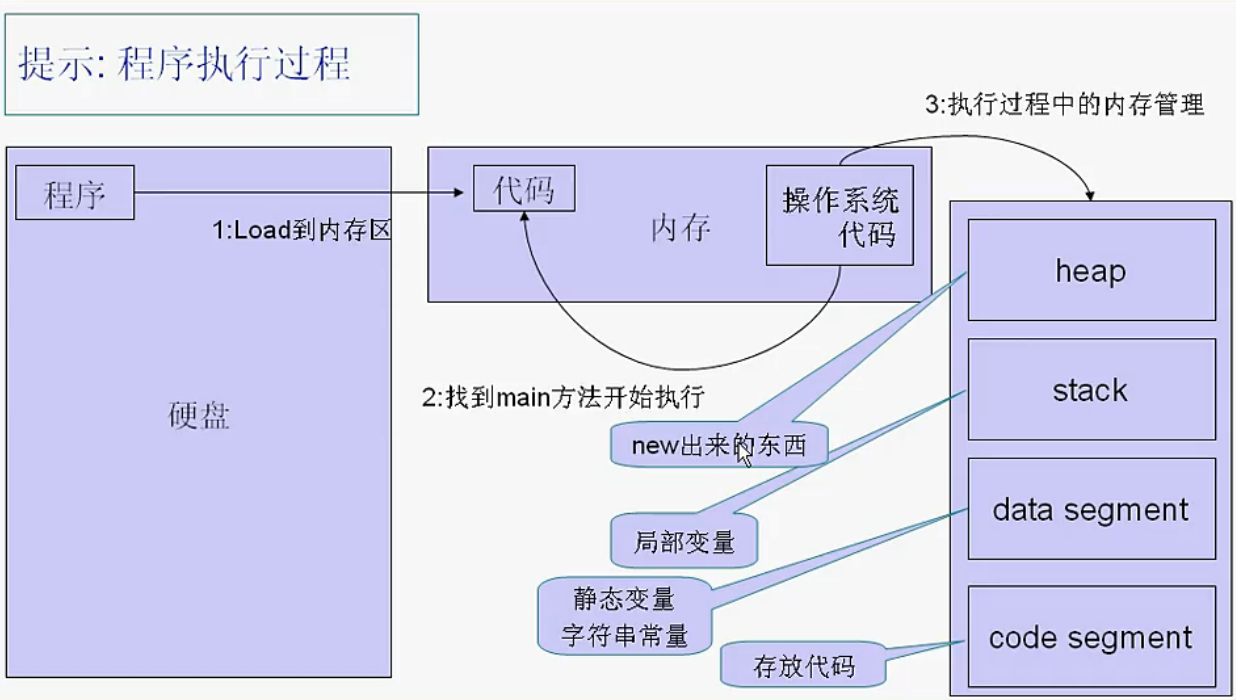 提示: 程序执行过程
3:执行过程中的内存管理
程序
代码
操作系统
代码
内存
1:Load到内存区
heap
2:找到main方法开始执行
stack
硬盘
new出来的东西
data segment
局部变量
静态变量
字符串常量
code segment
存放代码